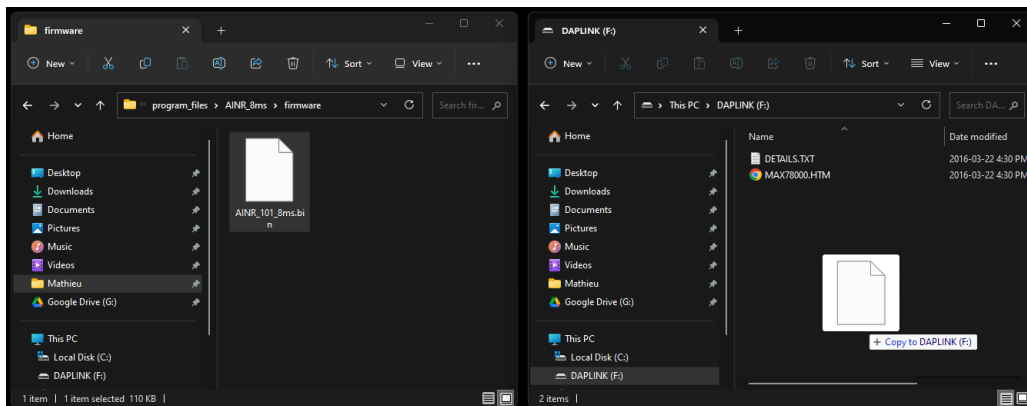 firmware
New
Sort
View
program_files > AINR_8ms > firmware
Search fir...
Home
Desktop
Downloads
Documents
Pictures
Music
Videos
Mathieu
Google Drive (G:)
This PC
Local Disk (C:)
DAPLINK (F:)
AINR_101_8ms.bi
n
1 item
1 item selected 110 KB
DAPLINK (F:)
New
Sort
View
This PC > DAPLINK (F:)
Search DA...
Home
Desktop
Downloads
Documents
Pictures
Music
Videos
Mathieu
Google Drive (G:)
This PC
Local Disk (C:)
DAPLINK (F:)
Name Date modified
DETAILS.TXT 2016-03-22 4:30 PM
MAX78000.HTM 2016-03-22 4:30 PM
+ Copy to DAPLINK (F:)
2 items